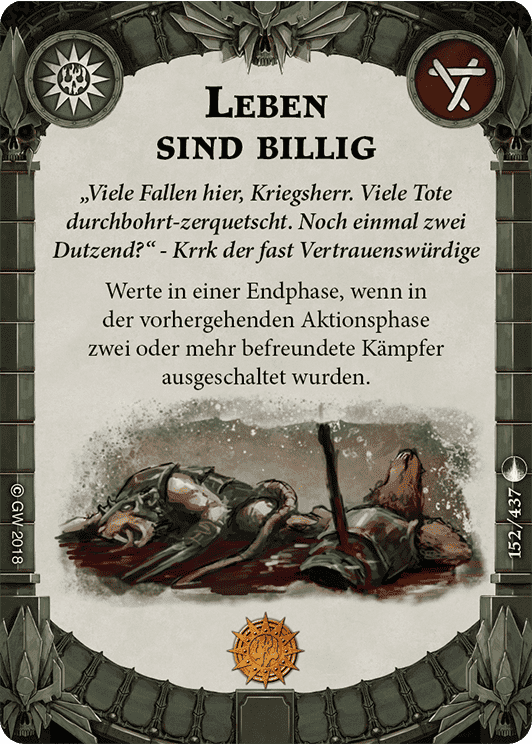 Leben
sind billig
„Viele Fallen hier, Kriegsherr. Viele Tote
durchbohrt-zerquetscht. Noch einmal zwei
Dutzend?“ - Krrk der fast Vertrauenswürdige
Werte in einer Endphase, wenn in
der vorhergehenden Aktionsphase
zwei oder mehr befreundete Kämpfer
ausgeschaltet wurden.
© GW 2018
152/437